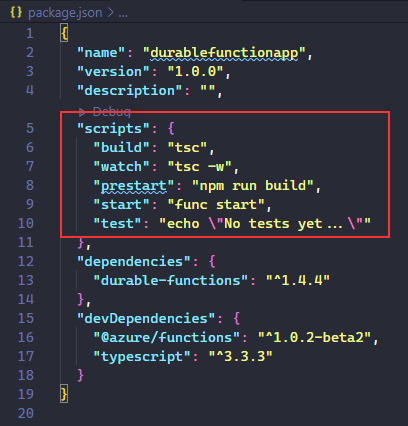 {} package.json > ...
1 {
2 "name": "durablefunctionapp",
3 "version": "1.0.0",
4 "description": "",
Debug
5 "scripts": {
6 "build": "tsc",
7 "watch": "tsc -w",
8 "prestart": "npm run build",
9 "start": "func start",
10 "test": "echo \"No tests yet...\""
11 },
12 "dependencies": {
13 "durable-functions": "^1.4.4"
14 },
15 "devDependencies": {
16 "@azure/functions": "^1.0.2-beta2",
17 "typescript": "^3.3.3"
18 }
19 }
20